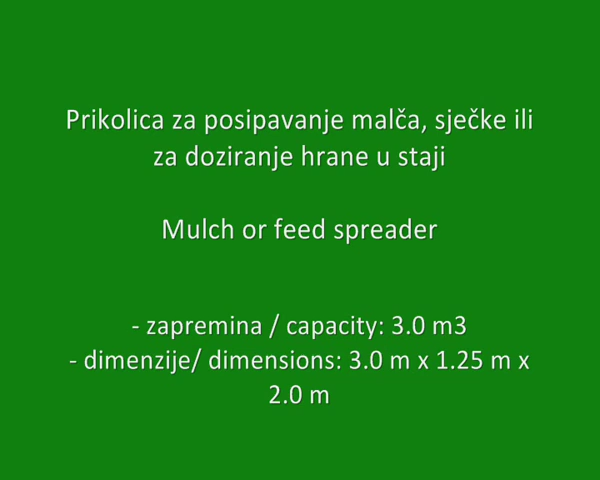 Prikolica za posipavanje malča, sječke ili
za doziranje hrane u staji
Mulch or feed spreader
- zapremina / capacity: 3.0 m3
- dimenzije/ dimensions: 3.0 m x 1.25 m x
2.0 m